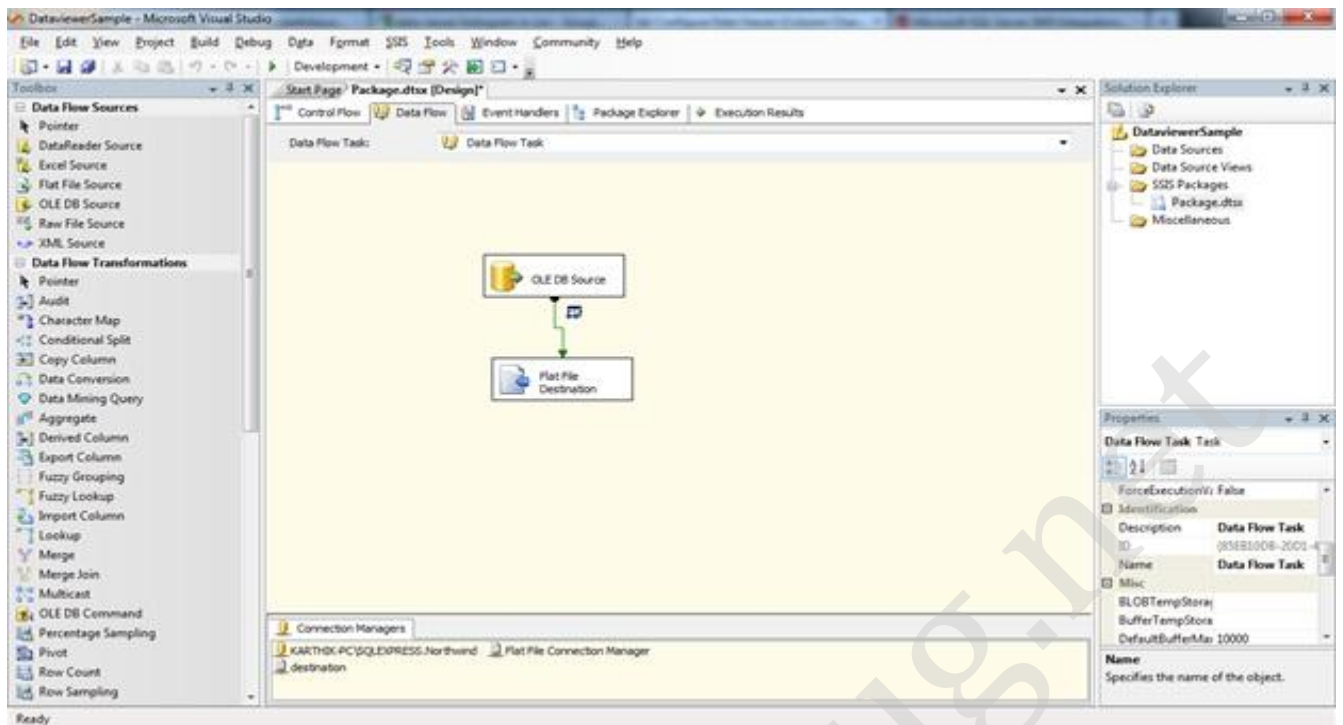 DataviewerSample - Microsoft Visual Studio
File Edit View Project Build Debug Data Format SSIS Tools Window Community Help
Development
Toolbox
Start Page Package.dtsx [Design]*
Solution Explorer
Data Flow Sources
Pointer
DataReader Source
Excel Source
Flat File Source
OLE DB Source
Raw File Source
XML Source
Data Flow Transformations
Pointer
Audit
Character Map
Conditional Split
Copy Column
Data Conversion
Data Mining Query
Aggregate
Derived Column
Export Column
Fuzzy Grouping
Fuzzy Lookup
Import Column
Lookup
Merge
Merge Join
Multicast
OLE DB Command
Percentage Sampling
Pivot
Row Count
Row Sampling
Control Flow Data Flow Event Handlers Package Explorer Execution Results
Data Flow Task: Data Flow Task
OLE DB Source
Flat File
Destination
Connection Managers
KARTHIK-PC\SQLEXPRESS.Northwind Flat File Connection Manager
destination
DataviewerSample
Data Sources
Data Source Views
SSIS Packages
Package.dtsx
Miscellaneous
Properties
Data Flow Task Task
ForceExecutionVa False
Identification
Description Data Flow Task
ID
Name Data Flow Task
Misc
BLOBTempStorag
BufferTempStora
DefaultBufferMax 10000
Name
Specifies the name of the object.
Ready